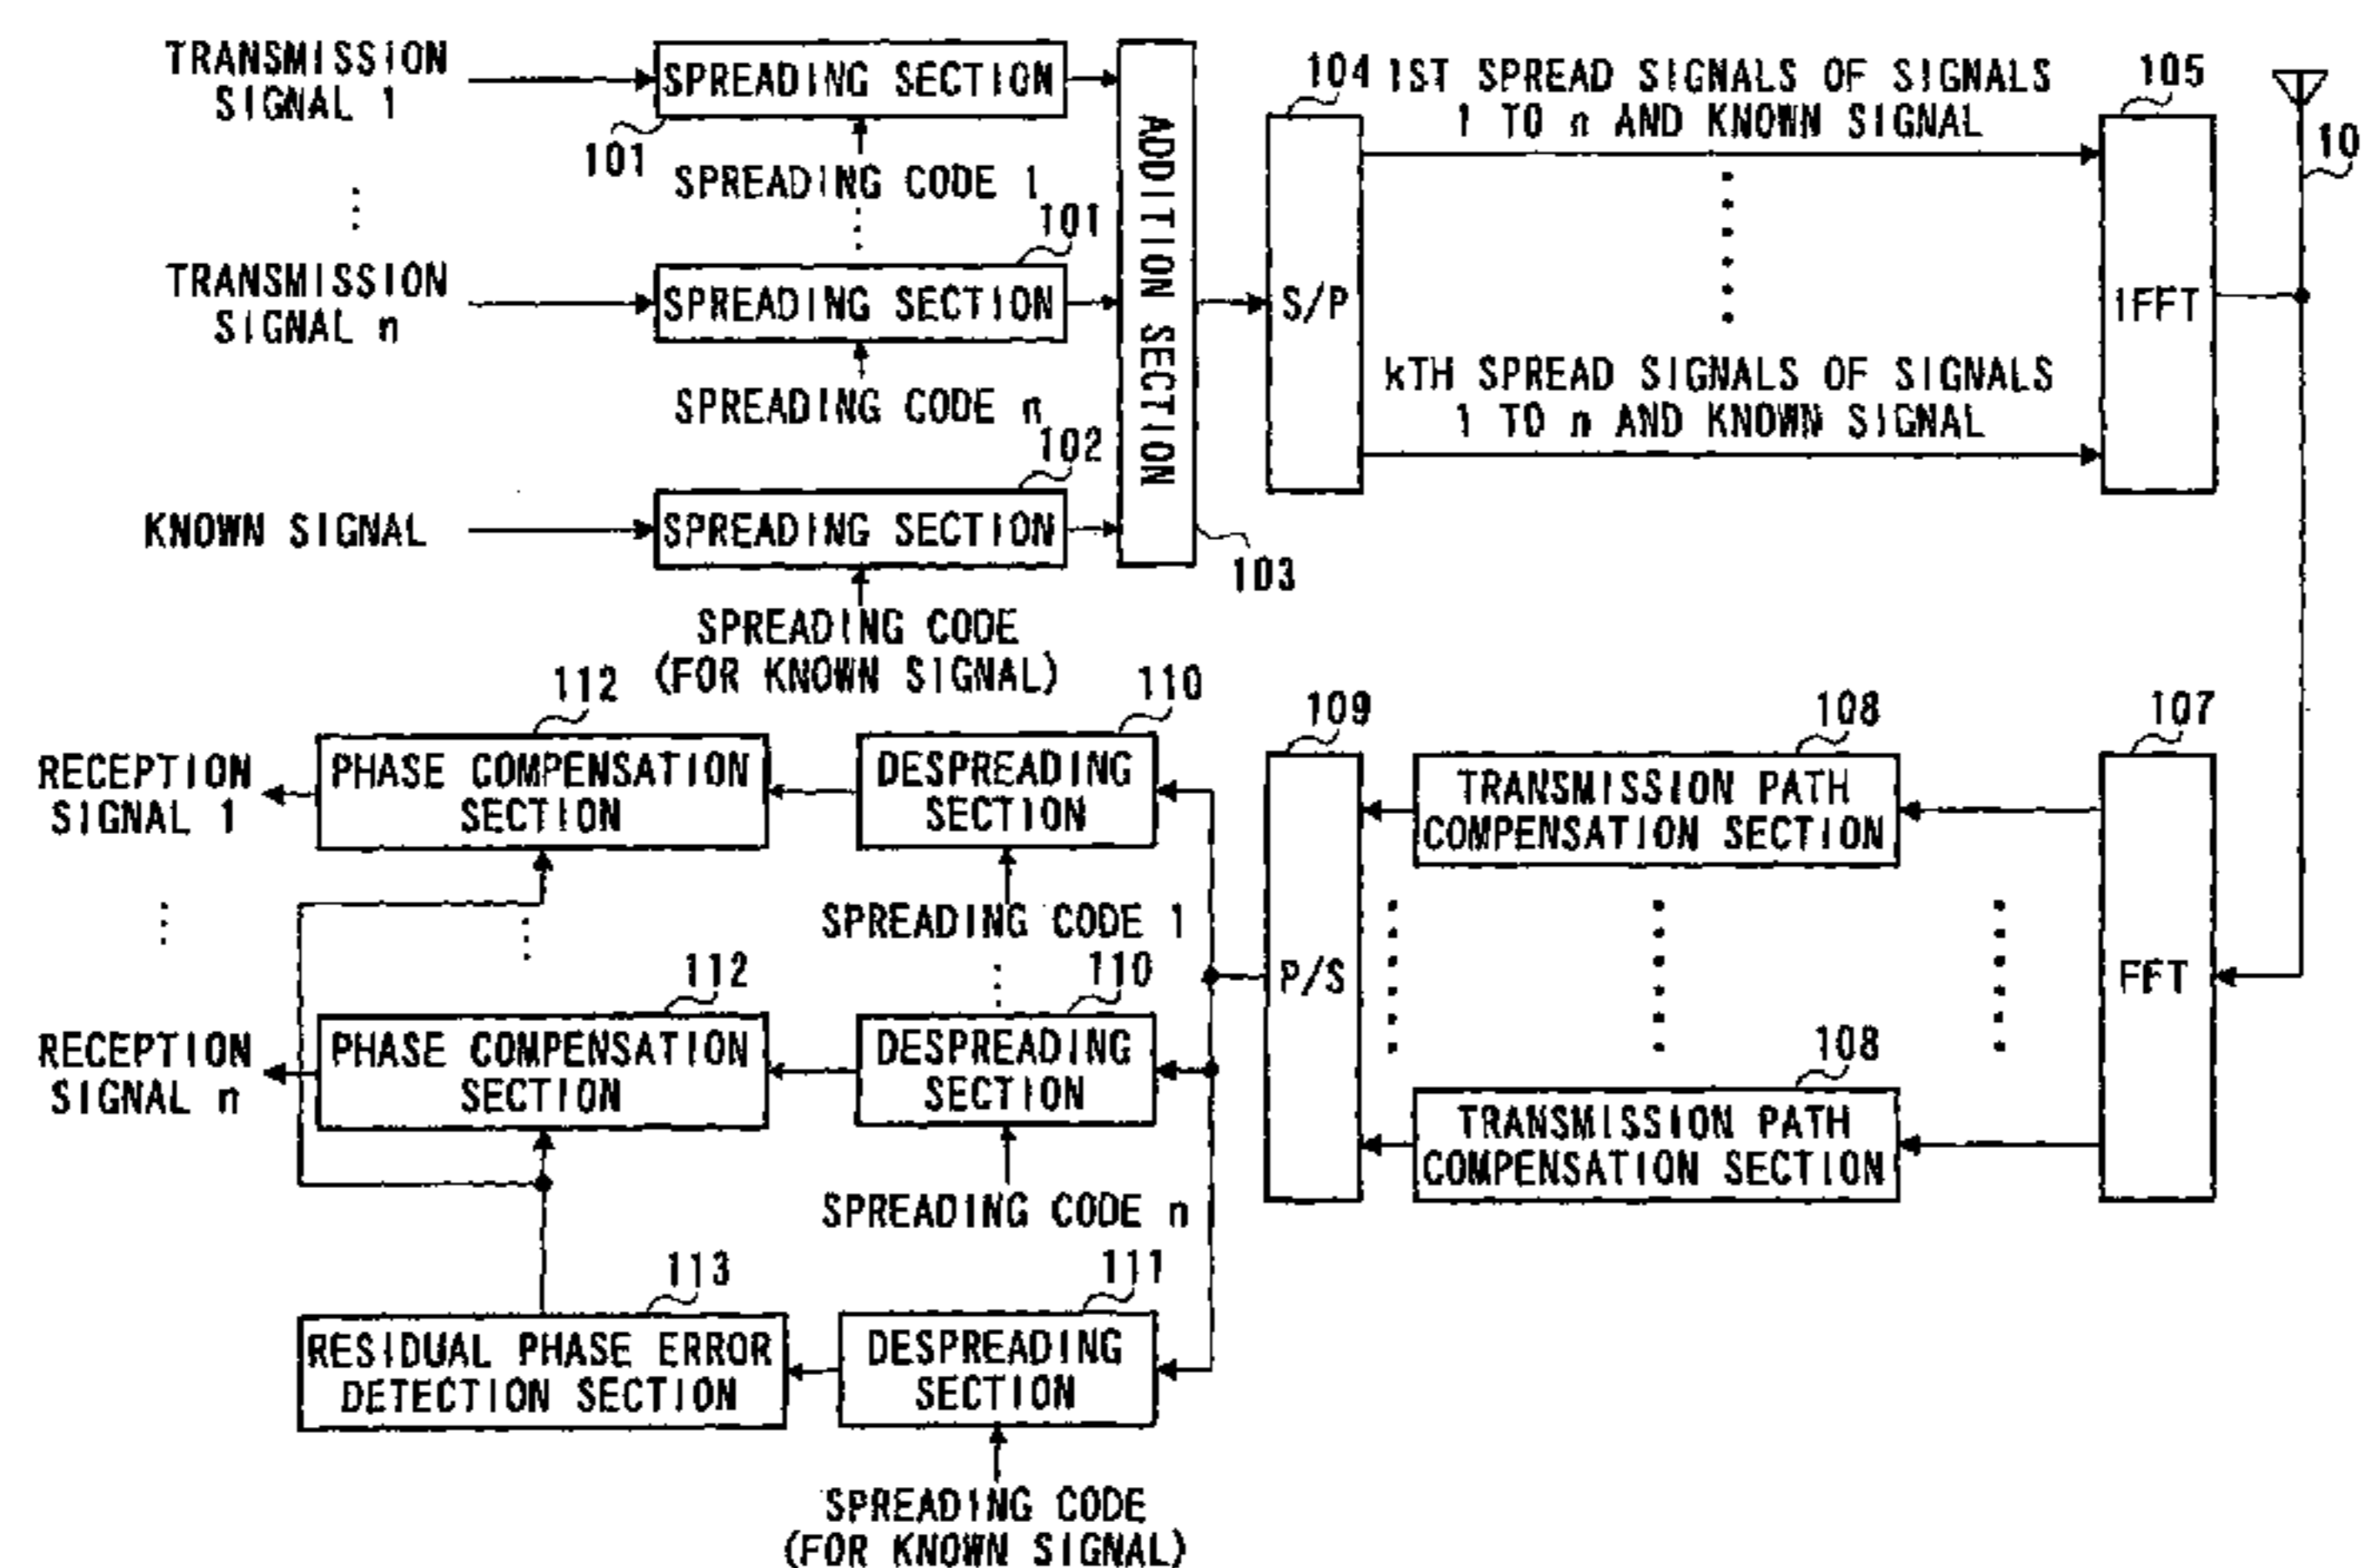 TRANSMISSION
SIGNAL 1
SPREADING SECTION
101
SPREADING CODE 1
TRANSMISSION
SIGNAL n
101
SPREADING SECTION
SPREADING CODE n
KNOWN SIGNAL
102
SPREADING SECTION
SPREADING CODE
(FOR KNOWN SIGNAL)
ADDITION SECTION
103
104
S/P
1ST SPREAD SIGNALS OF SIGNALS
1 TO n AND KNOWN SIGNAL
kTH SPREAD SIGNALS OF SIGNALS
1 TO n AND KNOWN SIGNAL
105
IFFT
10
107
FFT
108
TRANSMISSION PATH
COMPENSATION SECTION
108
TRANSMISSION PATH
COMPENSATION SECTION
109
P/S
110
DESPREADING
SECTION
SPREADING CODE 1
112
PHASE COMPENSATION
SECTION
RECEPTION
SIGNAL 1
110
DESPREADING
SECTION
SPREADING CODE n
112
PHASE COMPENSATION
SECTION
RECEPTION
SIGNAL n
111
DESPREADING
SECTION
SPREADING CODE
(FOR KNOWN SIGNAL)
113
RESIDUAL PHASE ERROR
DETECTION SECTION